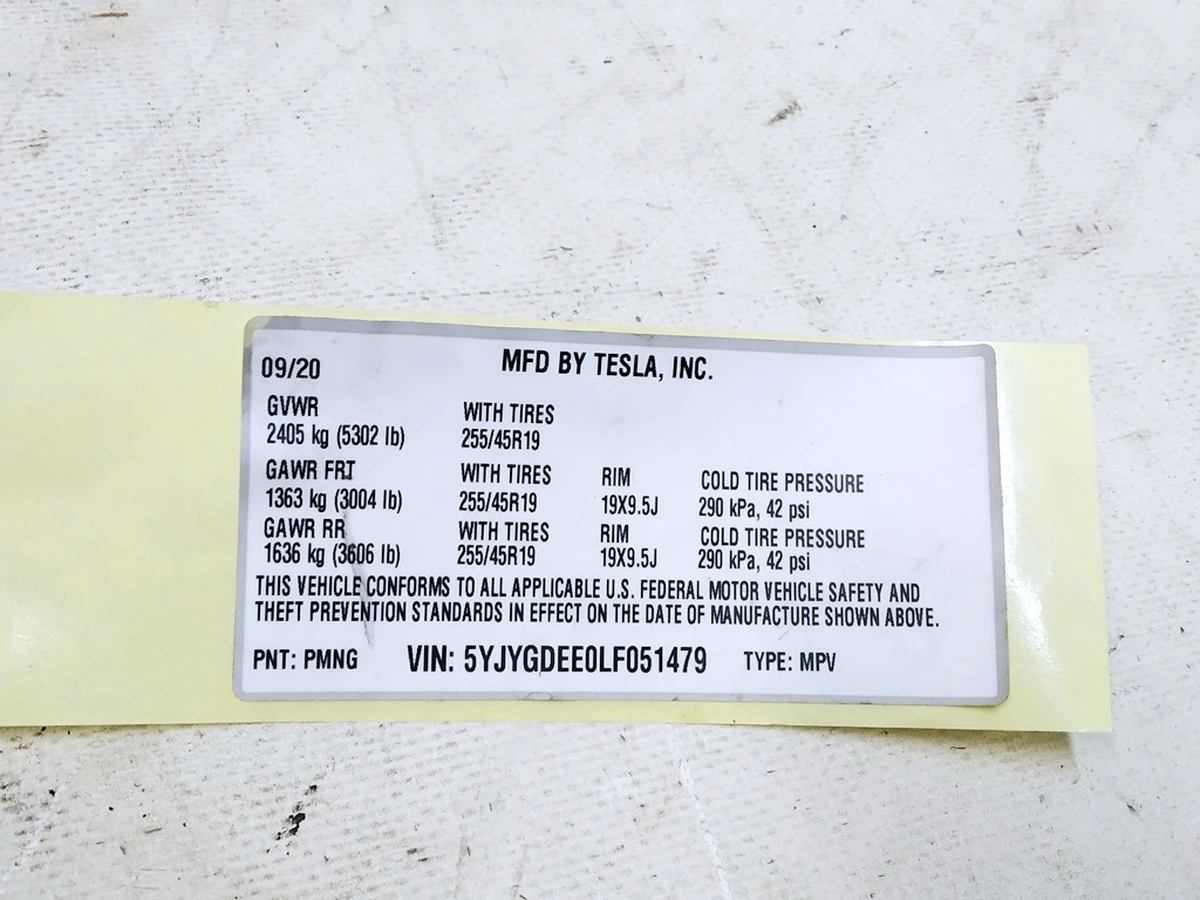 09/20 MFD BY TESLA, INC.
GVWR WITH TIRES
2405 kg (5302 lb) 255/45R19
GAWR FRT WITH TIRES RIM COLD TIRE PRESSURE
1363 kg (3004 lb) 255/45R19 19X9.5J 290 kPa, 42 psi
GAWR RR WITH TIRES RIM COLD TIRE PRESSURE
1636 kg (3606 lb) 255/45R19 19X9.5J 290 kPa, 42 psi
THIS VEHICLE CONFORMS TO ALL APPLICABLE U.S. FEDERAL MOTOR VEHICLE SAFETY AND
THEFT PREVENTION STANDARDS IN EFFECT ON THE DATE OF MANUFACTURE SHOWN ABOVE.
PNT: PMNG VIN: 5YJYGDEE0LF051479 TYPE: MPV